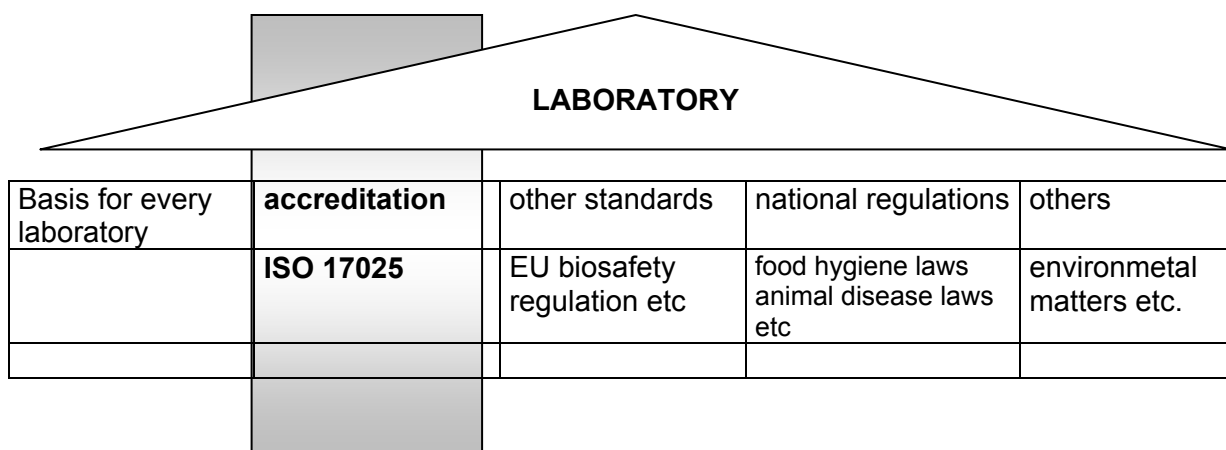 LABORATORY
Basis for every
laboratory
accreditation
other standards
national regulations
others
ISO 17025
EU biosafety
regulation etc
food hygiene laws
animal disease laws
etc
environmetal
matters etc.